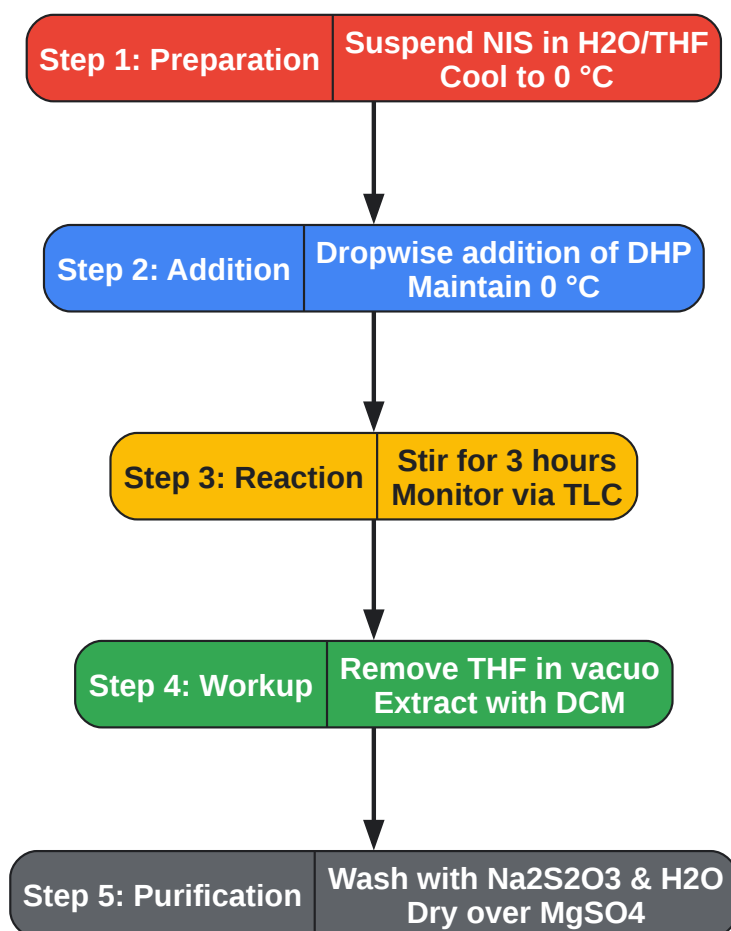 Step 1: Preparation
Suspend NIS in H2O/THF
Cool to 0 °C
Step 2: Addition
Dropwise addition of DHP
Maintain 0 °C
Step 3: Reaction
Stir for 3 hours
Monitor via TLC
Step 4: Workup
Remove THF in vacuo
Extract with DCM
Step 5: Purification
Wash with Na2S2O3 & H2O
Dry over MgSO4